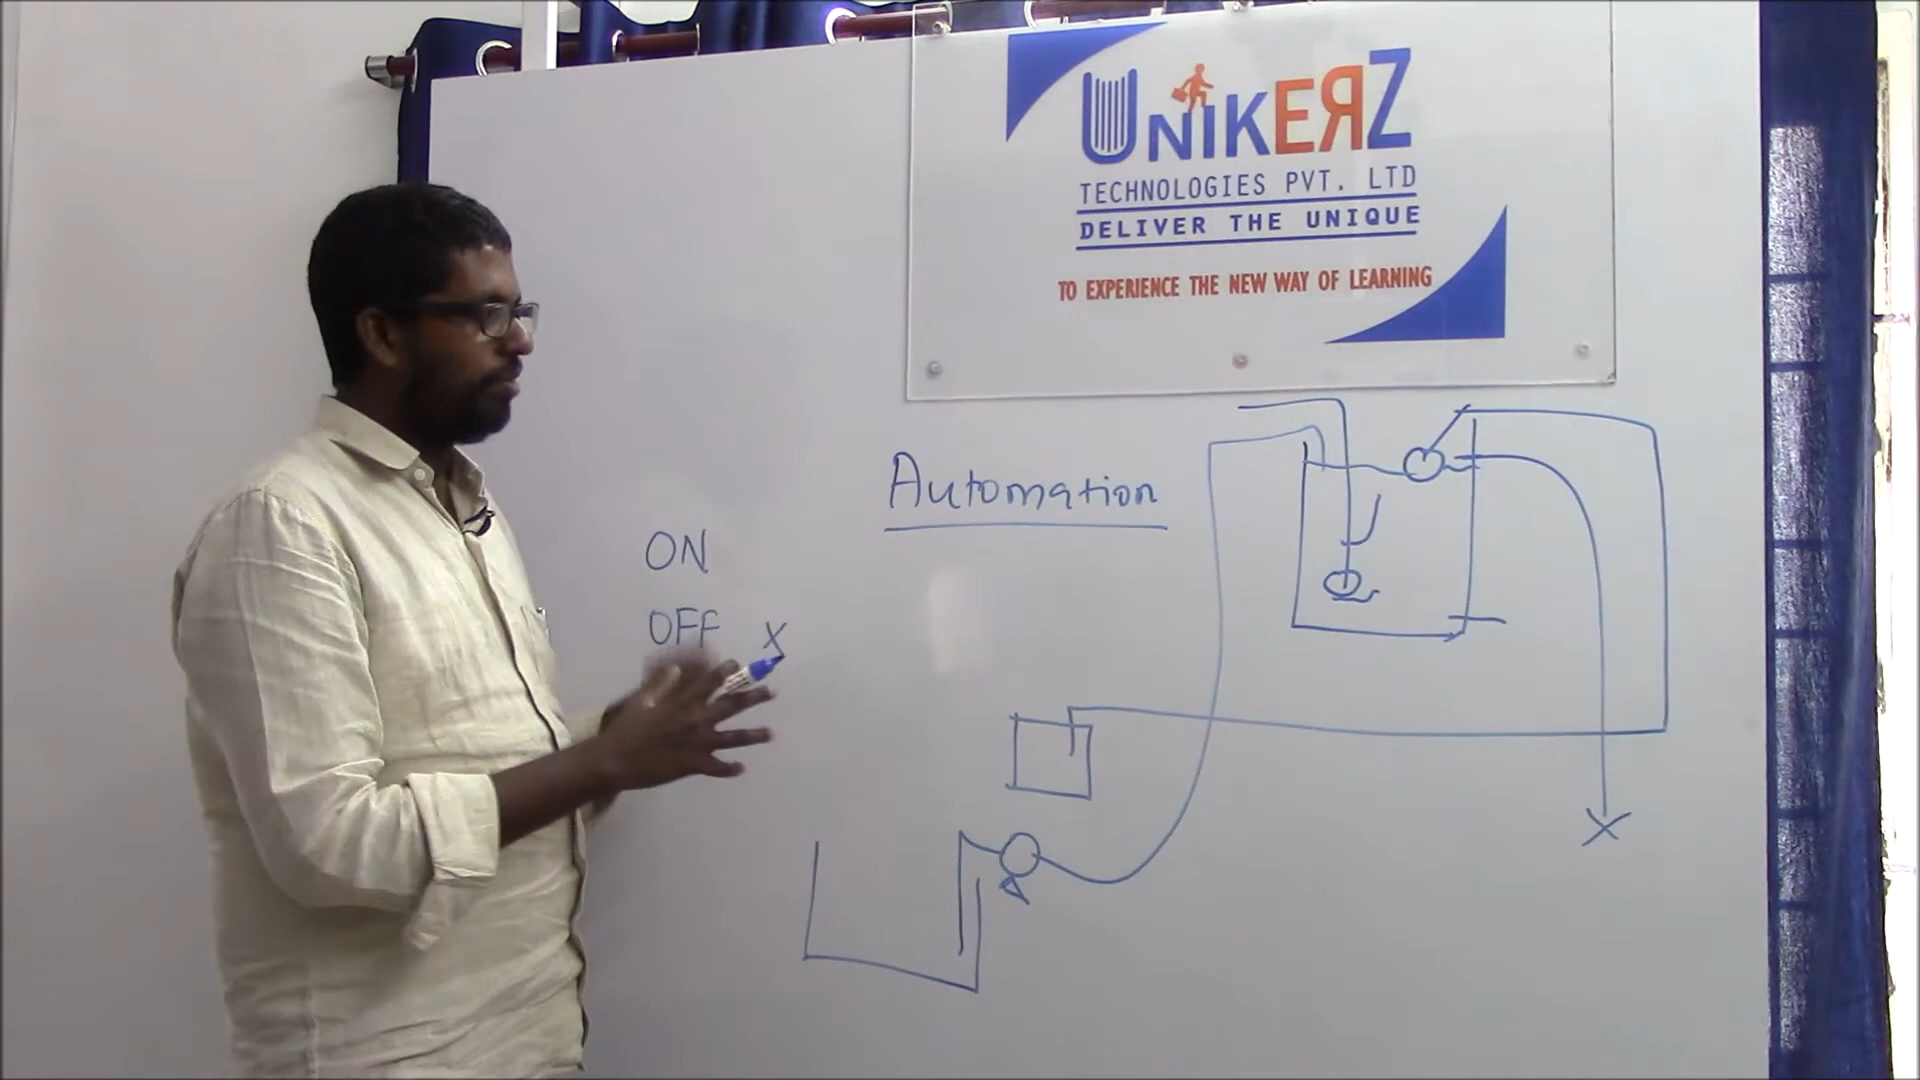 UNIKERZ
TECHNOLOGIES PVT. LTD
DELIVER THE UNIQUE
TO EXPERIENCE THE NEW WAY OF LEARNING
Automation
ON
OFF X
X